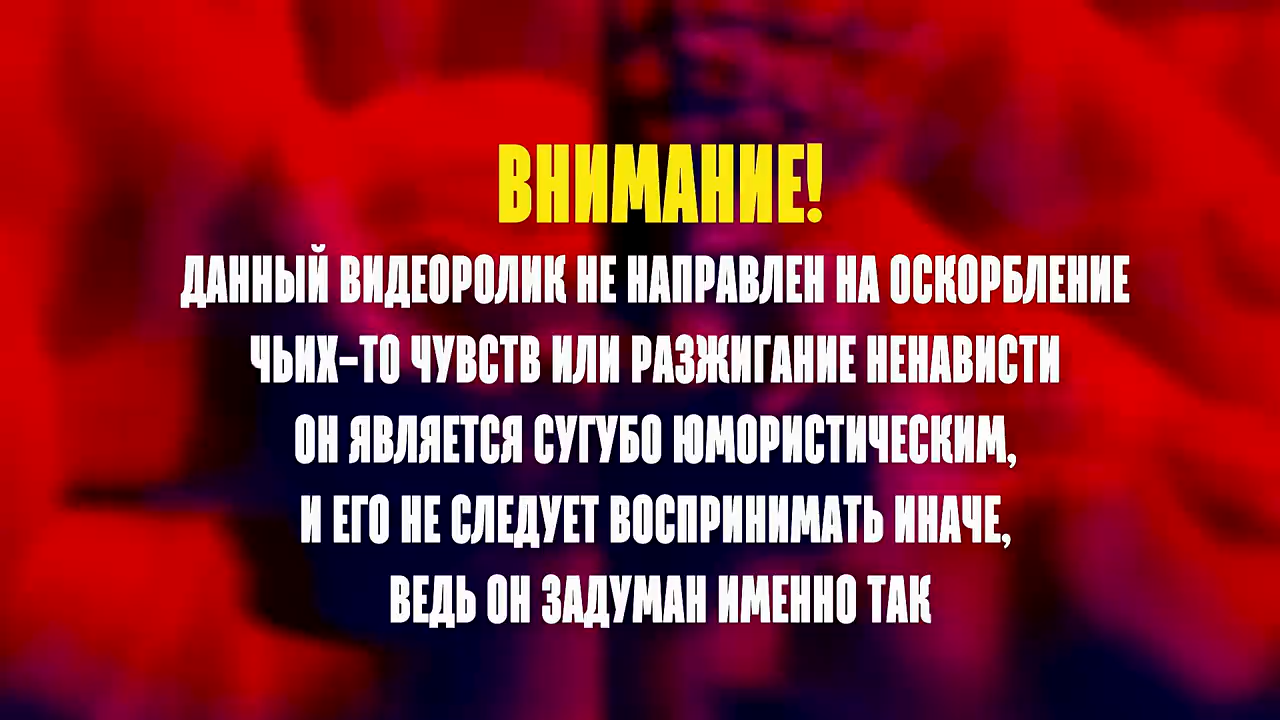 ВНИМАНИЕ!
ДАННЫЙ ВИДЕОРОЛИК НЕ НАПРАВЛЕН НА ОСКОРБЛЕНИЕ
ЧЬИХ-ТО ЧУВСТВ ИЛИ РАЗЖИГАНИЕ НЕНАВИСТИ
ОН ЯВЛЯЕТСЯ СУГУБО ЮМОРИСТИЧЕСКИМ,
И ЕГО НЕ СЛЕДУЕТ ВОСПРИНИМАТЬ ИНАЧЕ,
ВЕДЬ ОН ЗАДУМАН ИМЕННО ТАК